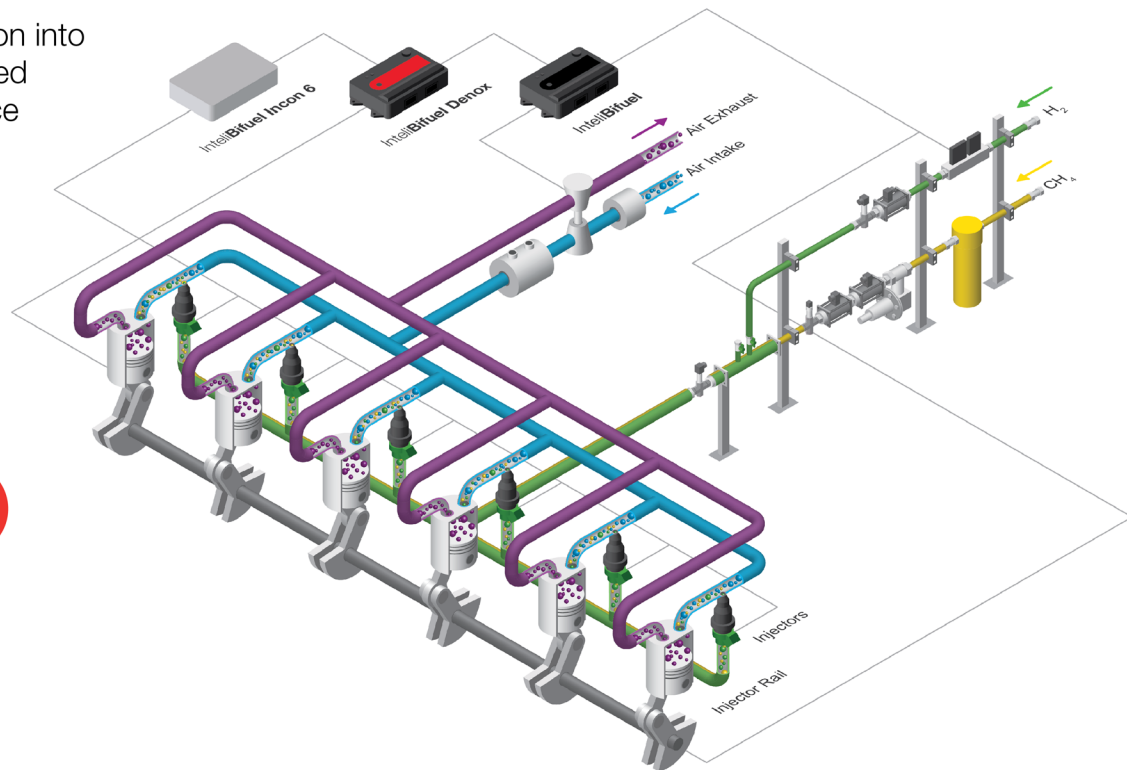 on into
ed
ce
InteliBifuel Incon 6
InteliBifuel Denox
InteliBifuel
Air Exhaust
Air Intake
H₂
CH₄
Injectors
Injector Rail